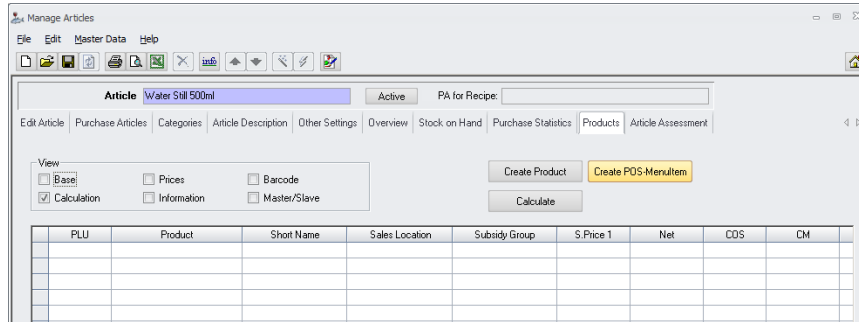 Manage Articles
File Edit Master Data Help
info
Article Water Still 500ml Active PA for Recipe:
Edit Article Purchase Articles Categories Article Description Other Settings Overview Stock on Hand Purchase Statistics Products Article Assessment
View
Base Prices Barcode
Create Product Create POS-MenuItem
Calculation Information Master/Slave
Calculate
PLU Product Short Name Sales Location Subsidy Group S.Price 1 Net COS CM